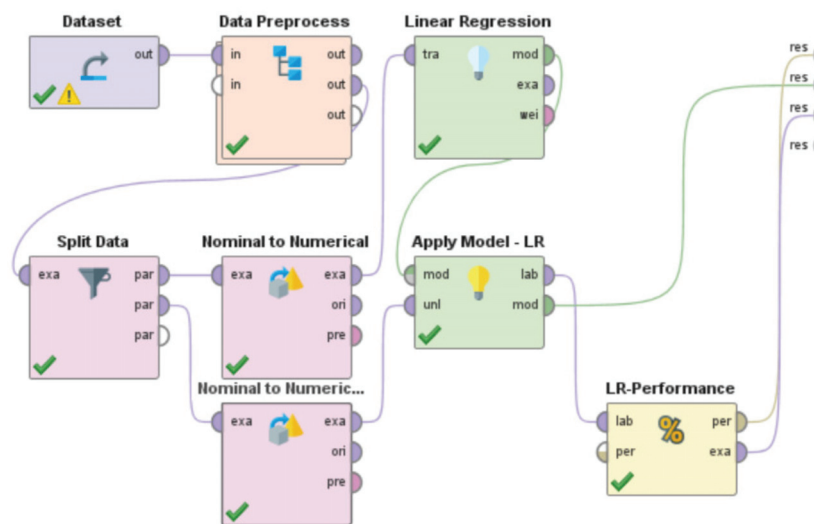 Dataset
out
Data Preprocess
in
out
in
out
out
Linear Regression
tra
mod
exa
wei
res
res
res
res
Split Data
exa
par
par
par
Nominal to Numerical
exa
exa
ori
pre
Apply Model - LR
mod
lab
unl
mod
Nominal to Numeric...
exa
exa
ori
pre
LR-Performance
lab
per
per
exa
%